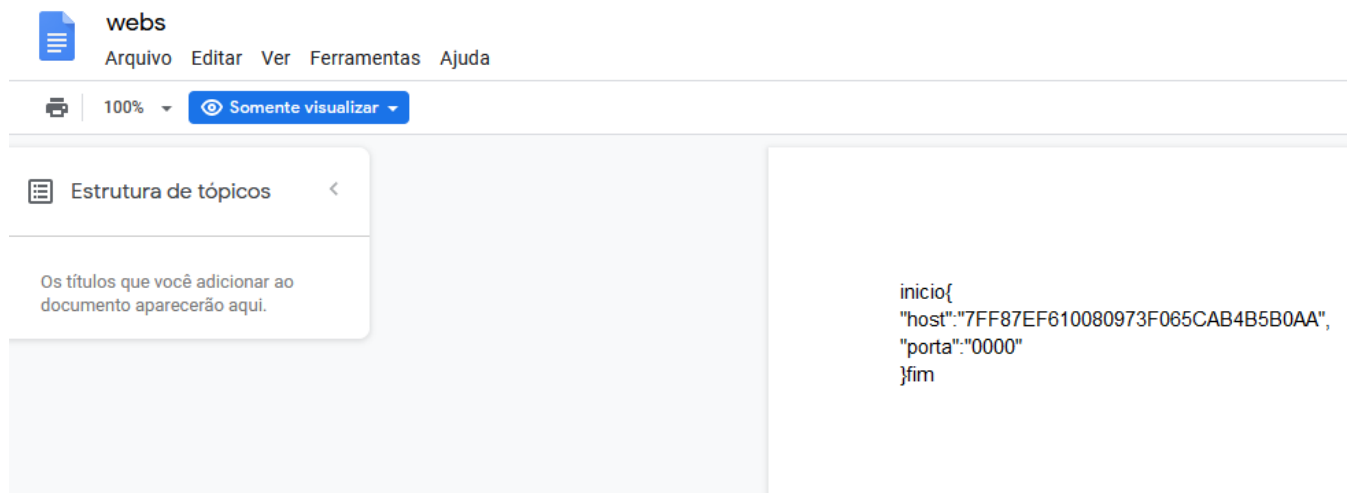 webs
Arquivo Editar Ver Ferramentas Ajuda
100% Somente visualizar
Estrutura de tópicos
Os títulos que você adicionar ao
documento aparecerão aqui.
inicio{
"host":"7FF87EF610080973F065CAB4B5B0AA",
"porta":"0000"
}fim